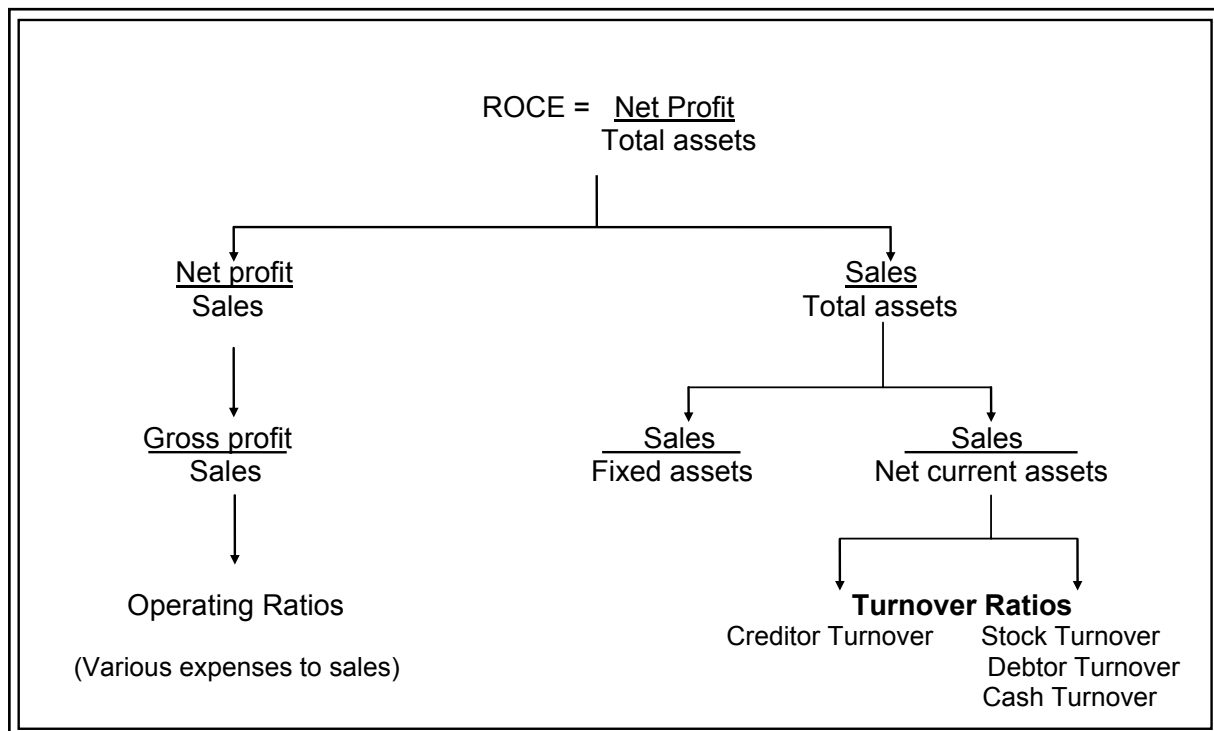 ROCE = Net Profit
Total assets
Net profit
Sales
Sales
Total assets
Gross profit
Sales
Sales
Fixed assets
Sales
Net current assets
Operating Ratios
(Various expenses to sales)
Turnover Ratios
Creditor Turnover Stock Turnover
Debtor Turnover
Cash Turnover